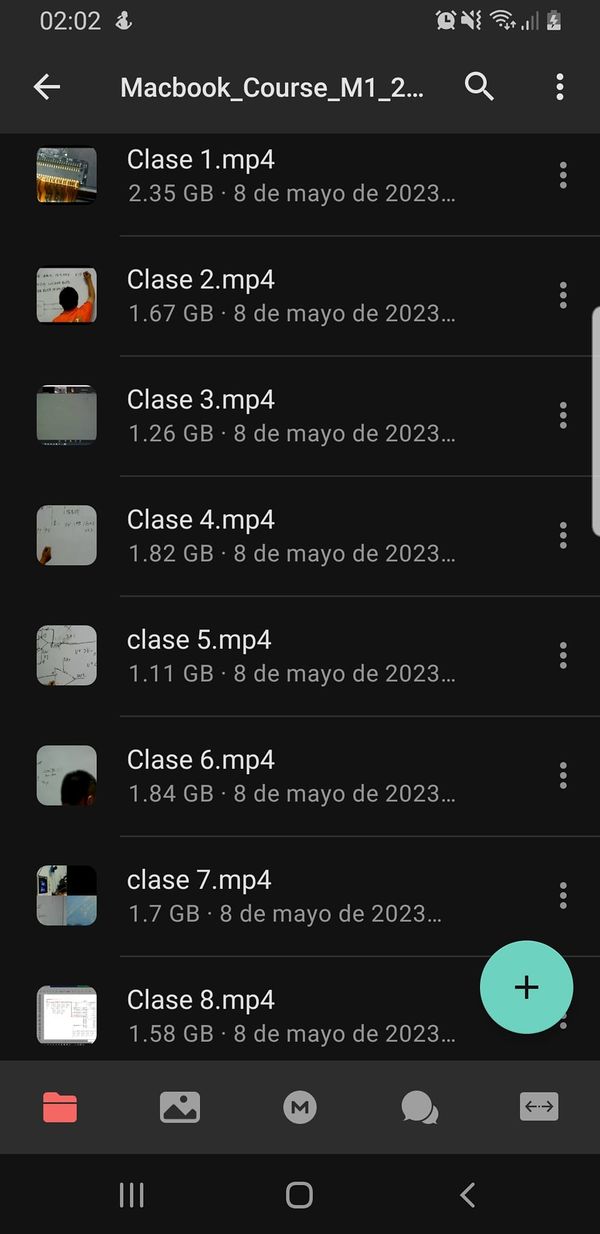 02:02
Macbook_Course_M1_2...
Clase 1.mp4
2.35 GB · 8 de mayo de 2023...
Clase 2.mp4
1.67 GB · 8 de mayo de 2023...
Clase 3.mp4
1.26 GB · 8 de mayo de 2023...
Clase 4.mp4
1.82 GB · 8 de mayo de 2023...
clase 5.mp4
1.11 GB · 8 de mayo de 2023...
Clase 6.mp4
1.84 GB · 8 de mayo de 2023...
clase 7.mp4
1.7 GB · 8 de mayo de 2023...
Clase 8.mp4
1.58 GB · 8 de mayo de 2023...
M